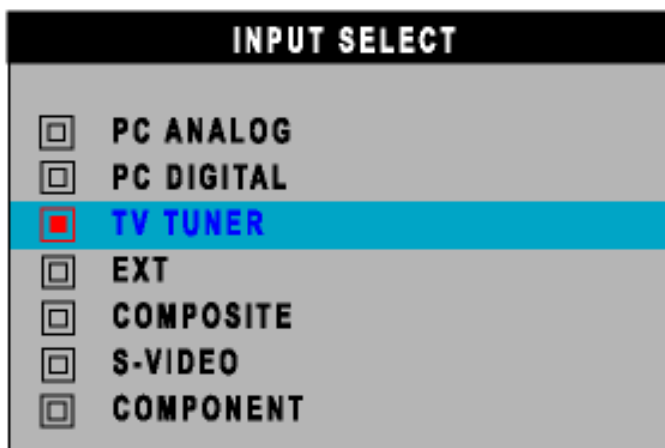 INPUT SELECT
PC ANALOG
PC DIGITAL
TV TUNER
EXT
COMPOSITE
S-VIDEO
COMPONENT